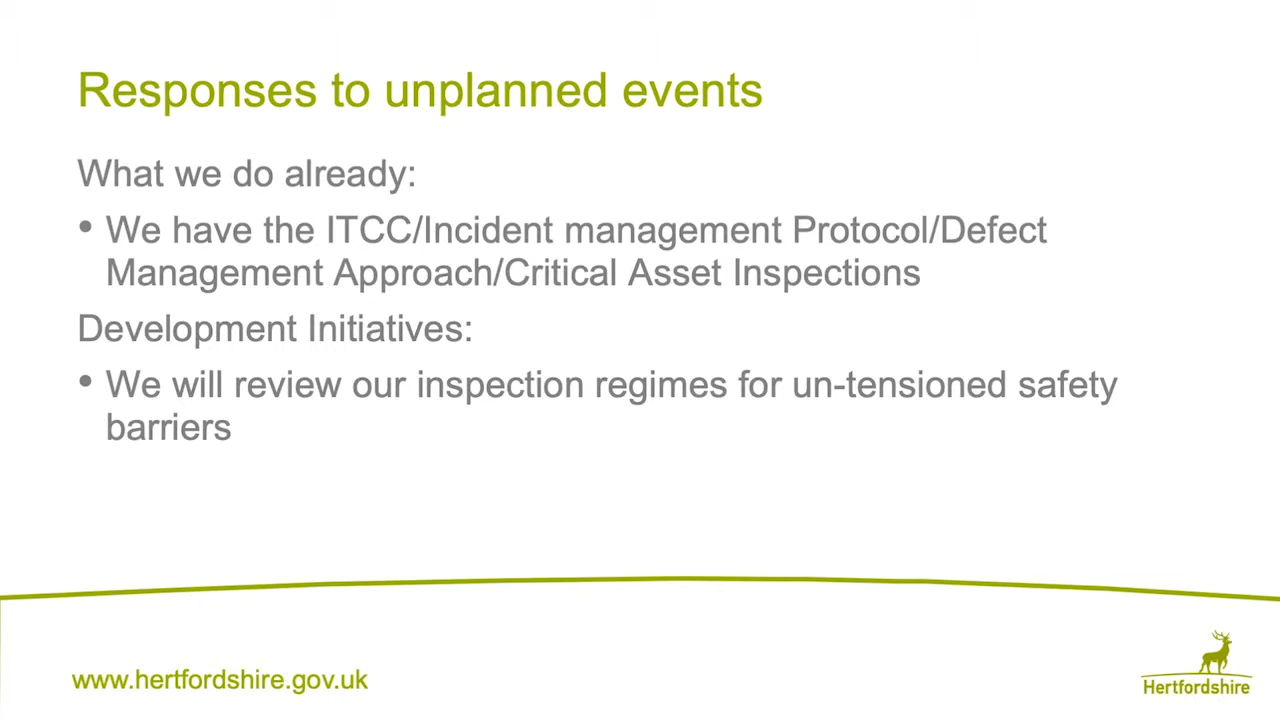 Responses to unplanned events
What we do already:
• We have the ITCC/Incident management Protocol/Defect
Management Approach/Critical Asset Inspections
Development Initiatives:
• We will review our inspection regimes for un-tensioned safety
barriers
www.hertfordshire.gov.uk
Hertfordshire